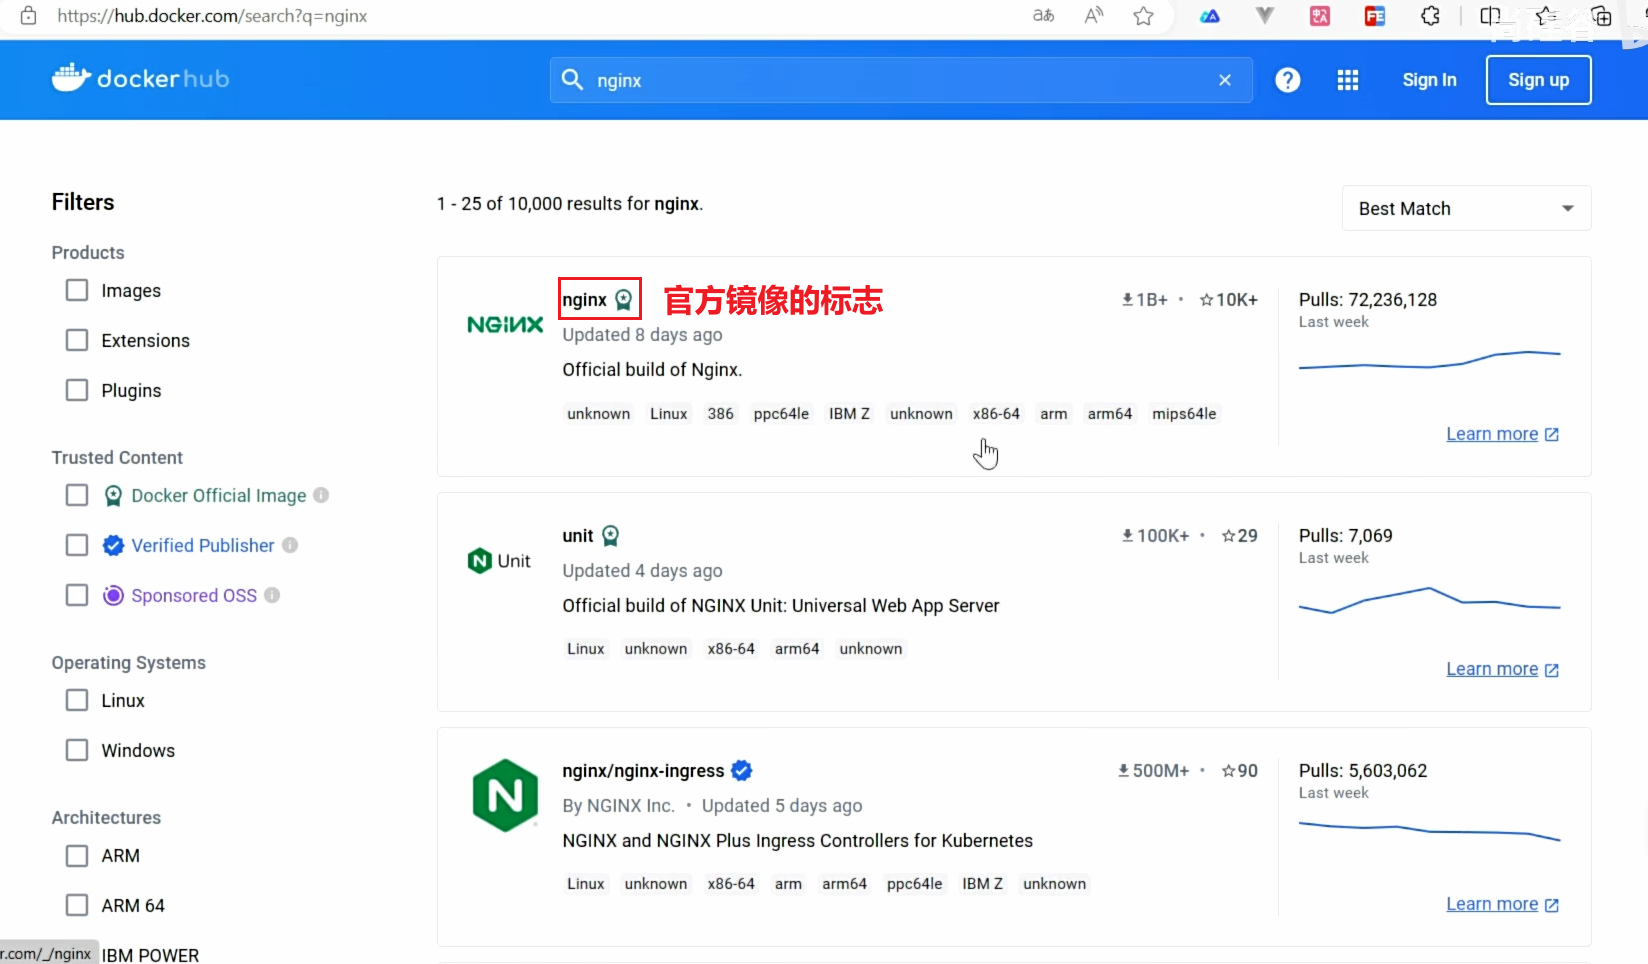 https://hub.docker.com/search?q=nginx
docker hub
nginx
Sign In
Sign up
Filters
Products
Images
Extensions
Plugins
Trusted Content
Docker Official Image
Verified Publisher
Sponsored OSS
Operating Systems
Linux
Windows
Architectures
ARM
ARM 64
IBM POWER
r.com/_/nginx
1 - 25 of 10,000 results for nginx.
Best Match
NGINX
nginx 官方镜像的标志
1B+ • 10K+
Updated 8 days ago
Official build of Nginx.
unknown Linux 386 ppc64le IBM Z unknown x86-64 arm arm64 mips64le
Pulls: 72,236,128
Last week
Learn more
N Unit
unit
100K+ • 29
Updated 4 days ago
Official build of NGINX Unit: Universal Web App Server
Linux unknown x86-64 arm64 unknown
Pulls: 7,069
Last week
Learn more
N
nginx/nginx-ingress
500M+ • 90
By NGINX Inc. • Updated 5 days ago
NGINX and NGINX Plus Ingress Controllers for Kubernetes
Linux unknown x86-64 arm arm64 ppc64le IBM Z unknown
Pulls: 5,603,062
Last week
Learn more